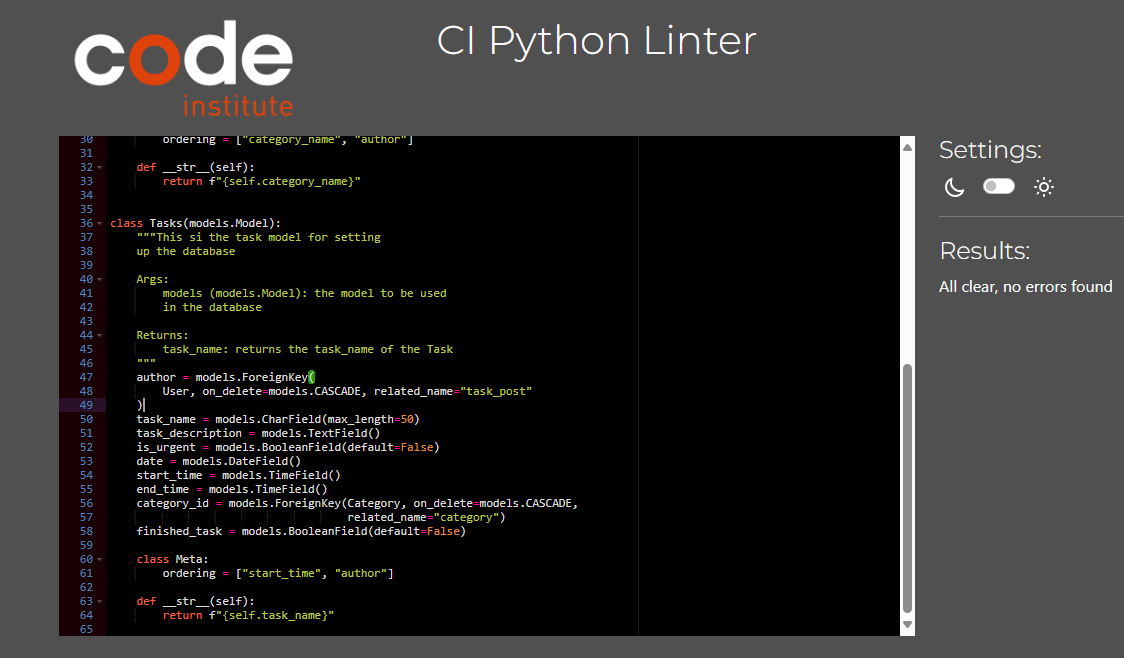 code
institute
CI Python Linter
30 ordering = ["category_name", "author"]
31
32 def __str__(self):
33 return f"{self.category_name}"
34
35
36 class Tasks(models.Model):
37 """This si the task model for setting
38 up the database
39
40 Args:
41 models (models.Model): the model to be used
42 in the database
43
44 Returns:
45 task_name: returns the task_name of the Task
46 """
47 author = models.ForeignKey(
48 User, on_delete=models.CASCADE, related_name="task_post"
49 )
50 task_name = models.CharField(max_length=50)
51 task_description = models.TextField()
52 is_urgent = models.BooleanField(default=False)
53 date = models.DateField()
54 start_time = models.TimeField()
55 end_time = models.TimeField()
56 category_id = models.ForeignKey(Category, on_delete=models.CASCADE,
57 related_name="category")
58 finished_task = models.BooleanField(default=False)
59
60 class Meta:
61 ordering = ["start_time", "author"]
62
63 def __str__(self):
64 return f"{self.task_name}"
65
Settings:
Results:
All clear, no errors found